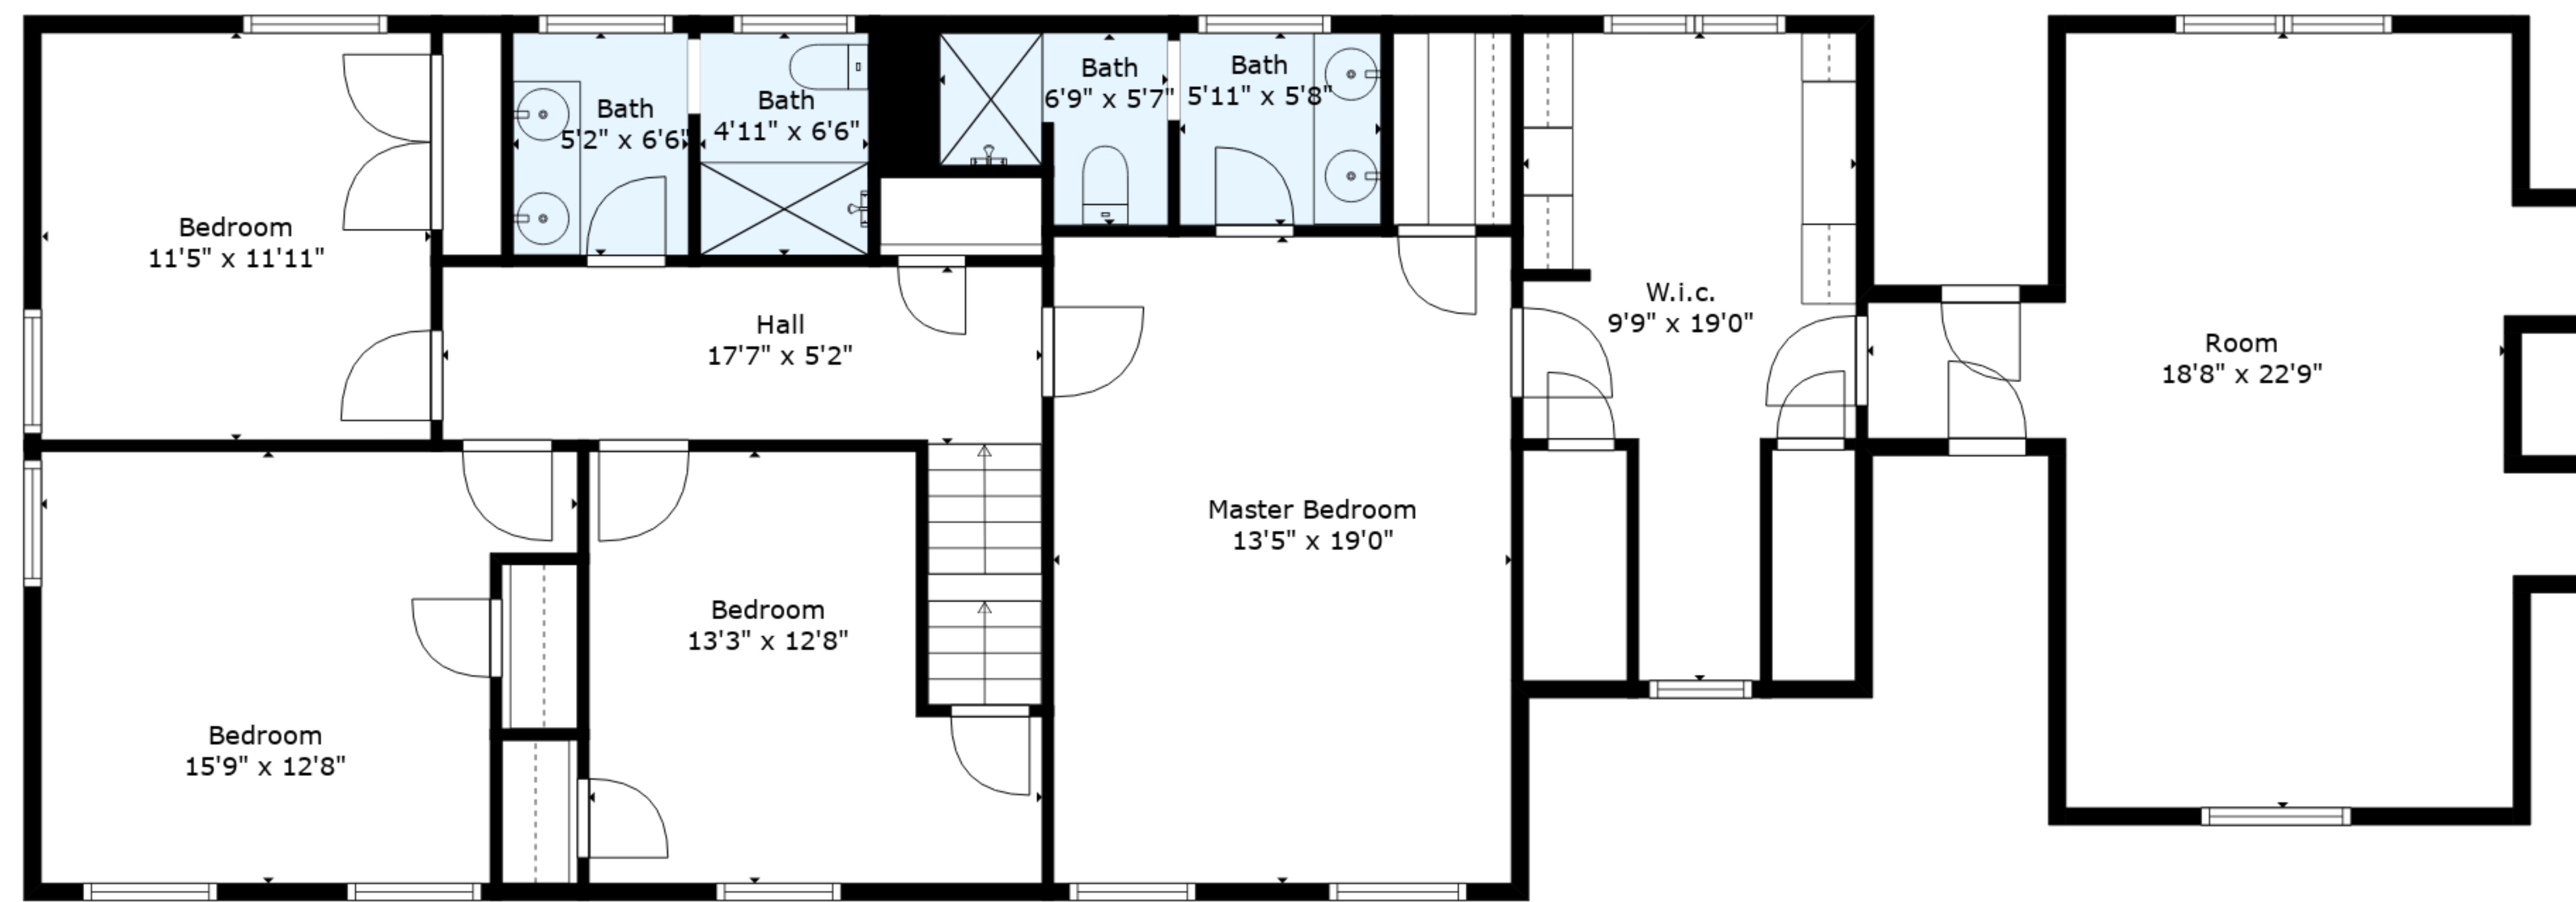 Bath
5'2" x 6'6"
Bath
4'11" x 6'6"
Bath
6'9" x 5'7"
Bath
5'11" x 5'8"
Bedroom
11'5" x 11'11"
Hall
17'7" x 5'2"
W.i.c.
9'9" x 19'0"
Room
18'8" x 22'9"
Master Bedroom
13'5" x 19'0"
Bedroom
13'3" x 12'8"
Bedroom
15'9" x 12'8"